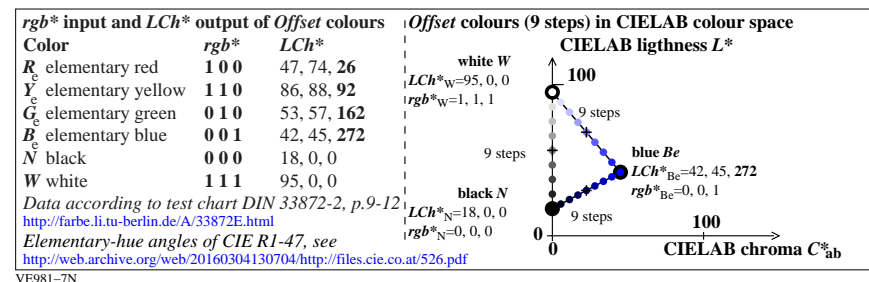 rgb* input and LCh* output of Offset colours
Color rgb* LCh*
Re elementary red 1 0 0 47, 74, 26
Ye elementary yellow 1 1 0 86, 88, 92
Ge elementary green 0 1 0 53, 57, 162
Be elementary blue 0 0 1 42, 45, 272
N black 0 0 0 18, 0, 0
W white 1 1 1 95, 0, 0
Data according to test chart DIN 33872-2, p.9-12
http://farbe.li.tu-berlin.de/A/33872E.html
Elementary-hue angles of CIE R1-47, see
http://web.archive.org/web/20160304130704/http://files.cie.co.at/526.pdf
Offset colours (9 steps) in CIELAB colour space
CIELAB ligthness L*
white W
LCh*W=95, 0, 0
rgb*W=1, 1, 1
100
9 steps
9 steps
blue Be
LCh*Be=42, 45, 272
rgb*Be=0, 0, 1
black N
LCh*N=18, 0, 0
rgb*N=0, 0, 0
9 steps
100
0
0
CIELAB chroma C*ab
VE981-7N